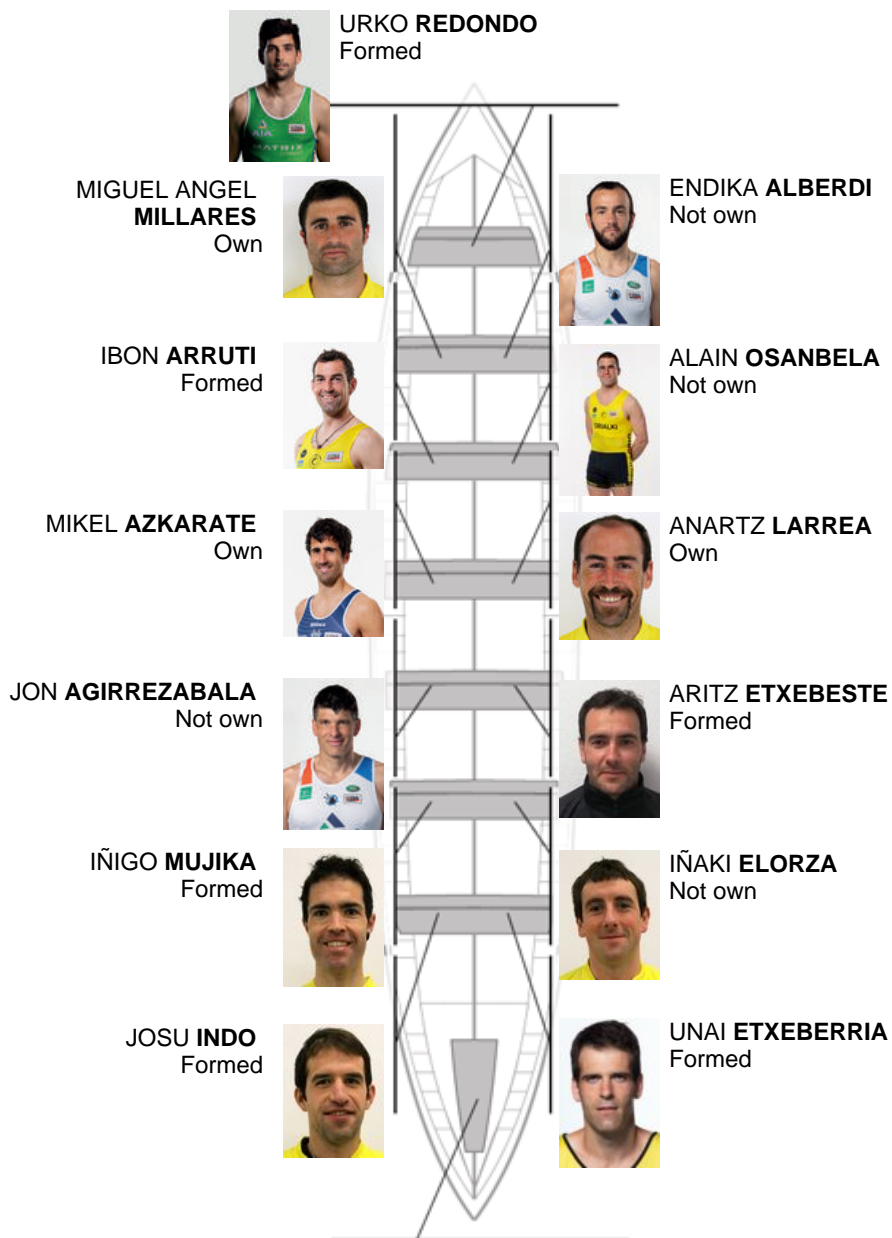 URKO REDONDO
Formed
MIGUEL ANGEL
MILLARES
Own
ENDIKA ALBERDI
Not own
IBON ARRUTI
Formed
ALAIN OSANBELA
Not own
MIKEL AZKARATE
Own
ANARTZ LARREA
Own
JON AGIRREZABALA
Not own
ARITZ ETXEBESTE
Formed
IÑIGO MUJIKA
Formed
IÑAKI ELORZA
Not own
JOSU INDO
Formed
UNAI ETXEBERRIA
Formed
MATRIX